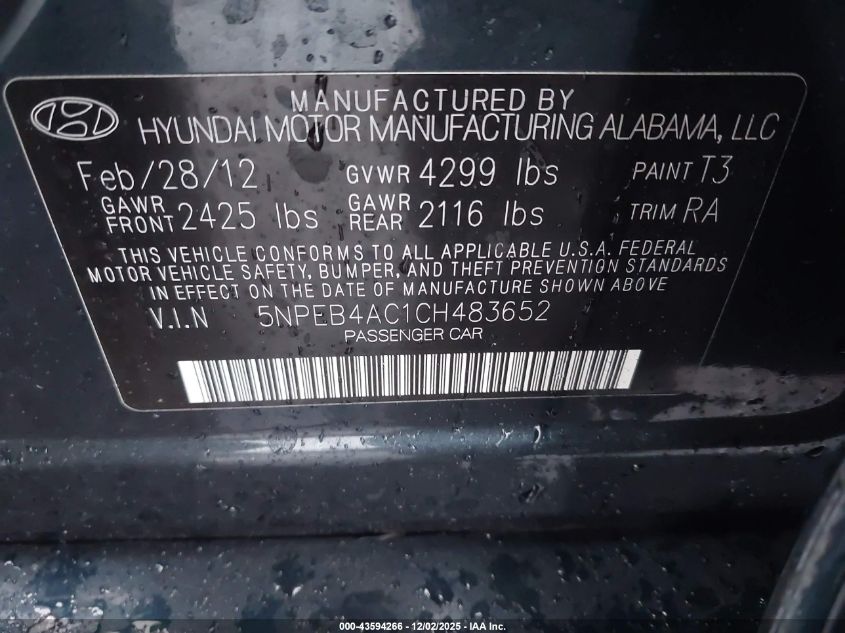 MANUFACTURED BY
HYUNDAI MOTOR MANUFACTURING ALABAMA, LLC
Feb/28/12 GVWR 4299 lbs PAINT T3
GAWR FRONT 2425 lbs GAWR REAR 2116 lbs TRIM RA
THIS VEHICLE CONFORMS TO ALL APPLICABLE U.S.A. FEDERAL
MOTOR VEHICLE SAFETY, BUMPER, AND THEFT PREVENTION STANDARDS
IN EFFECT ON THE DATE OF MANUFACTURE SHOWN ABOVE
V.I.N 5NPEB4AC1CH483652
PASSENGER CAR
000-43594266 - 12/02/2025 - IAA Inc.